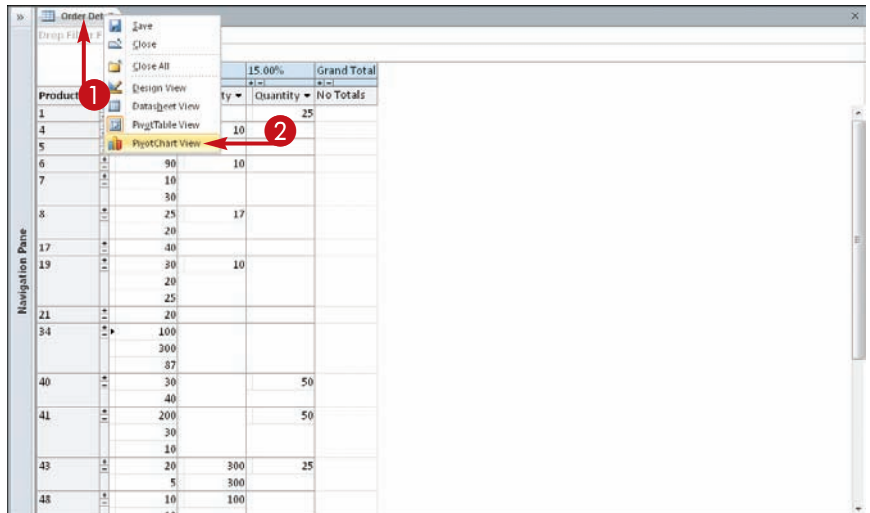 »
Order Det
×
Drop Fil
Save
Close
Close All
Design View
Datasheet View
PivotTable View
PivotChart View
1
2
15.00% Grand Total
Product ty Quantity No Totals
1 25
4 10
5
6 90 10
7 10
30
8 25 17
20
17 40
19 30 10
20
25
21 20
34 100
300
87
40 30 50
40
41 200 50
30
10
43 20 300 25
5 300
48 10 100
Navigation Pane